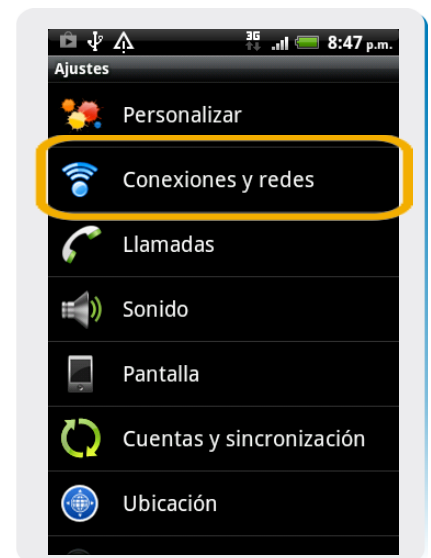 3G 8:47 p.m.
Ajustes
Personalizar
Conexiones y redes
Llamadas
Sonido
Pantalla
Cuentas y sincronización
Ubicación